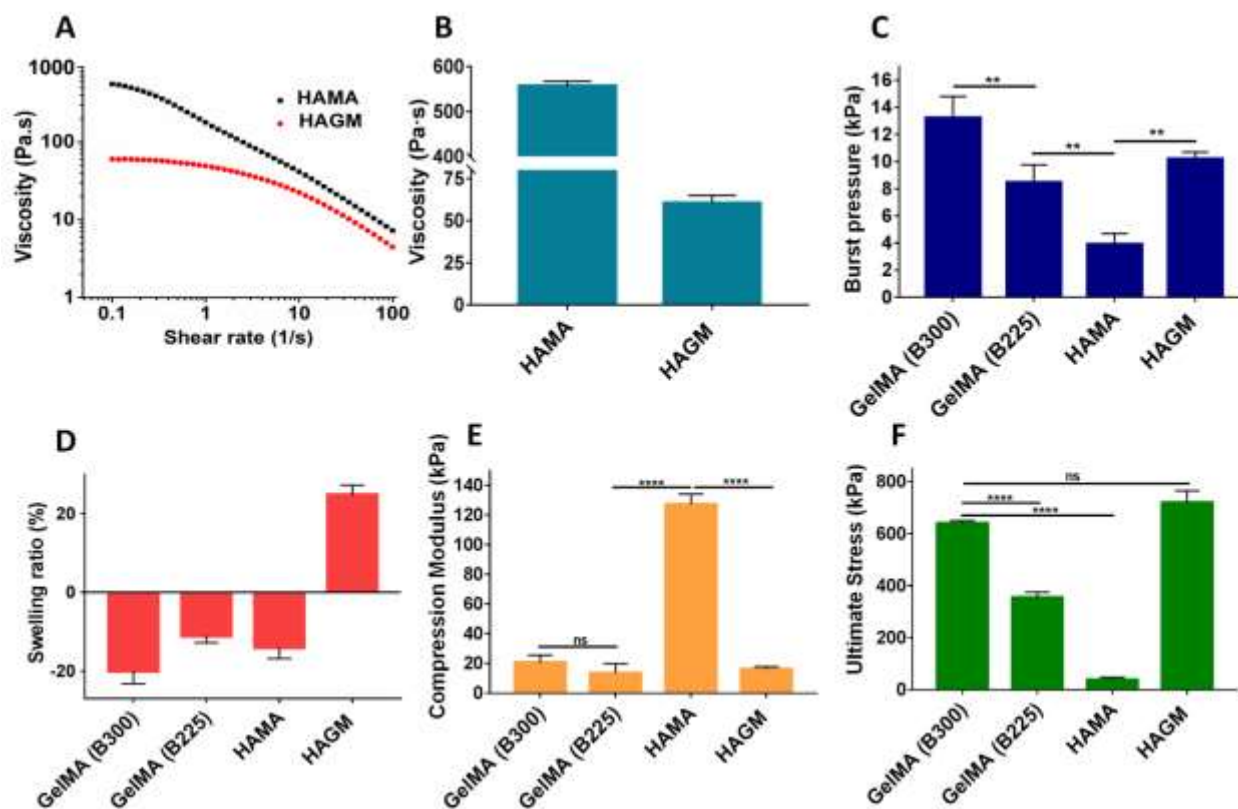 A
Viscosity (Pa.s)
1000
100
10
1
HAMA
HAGM
0.1 1 10 100
Shear rate (1/s)
B
Viscosity (Pa·s)
600
500
400
75
50
25
0
HAMA
HAGM
C
Burst pressure (kPa)
16
14
12
10
8
6
4
2
0
**
**
**
GelMA (B300)
GelMA (B225)
HAMA
HAGM
D
Swelling ratio (%)
20
0
-20
GelMA (B300)
GelMA (B225)
HAMA
HAGM
E
Compression Modulus (kPa)
140
120
100
80
60
40
20
0
ns
****
****
GelMA (B300)
GelMA (B225)
HAMA
HAGM
F
Ultimate Stress (kPa)
800
600
400
200
0
ns
****
****
GelMA (B300)
GelMA (B225)
HAMA
HAGM